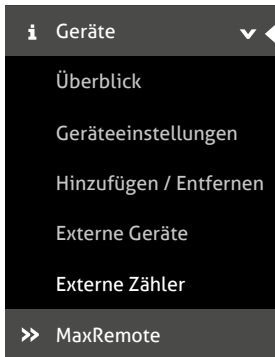 Geräte
Überblick
Geräteeinstellungen
Hinzufügen / Entfernen
Externe Geräte
Externe Zähler
MaxRemote